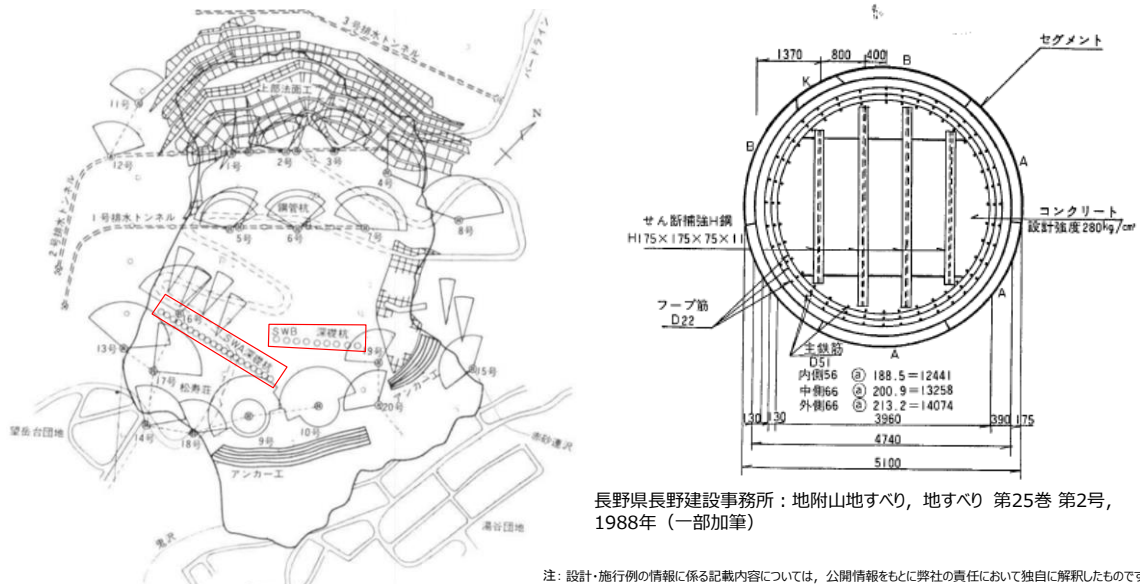 3号排水トンネル
バードライン
上部法面工
11号
12号
1号
2号
3号
4号
1号排水トンネル
2号排水トンネル
鋼管杭
5号
6号
7号
8号
16号
SWA深礎杭
SWB 深礎杭
13号
17号
松寿荘
19号
15号
アンカー工
20号
望岳台団地
14号
18号
9号
10号
アンカー工
湯谷団地
1370
800
400
セグメント
K
B
B
A
A
A
せん断補強H鋼
H175×175×75×11
コンクリート
設計強度280kg/cm²
フープ筋
D22
主鉄筋
D51
内側56 @ 188.5=12441
中側66 @ 200.9=13258
外側66 @ 213.2=14074
130
130
3960
390
175
4740
5100
長野県長野建設事務所:地附山地すべり,地すべり 第25巻 第2号,
1988年(一部加筆)
注:設計・施行例の情報に係る記載内容については,公開情報をもとに弊社の責任において独自に解釈したものです